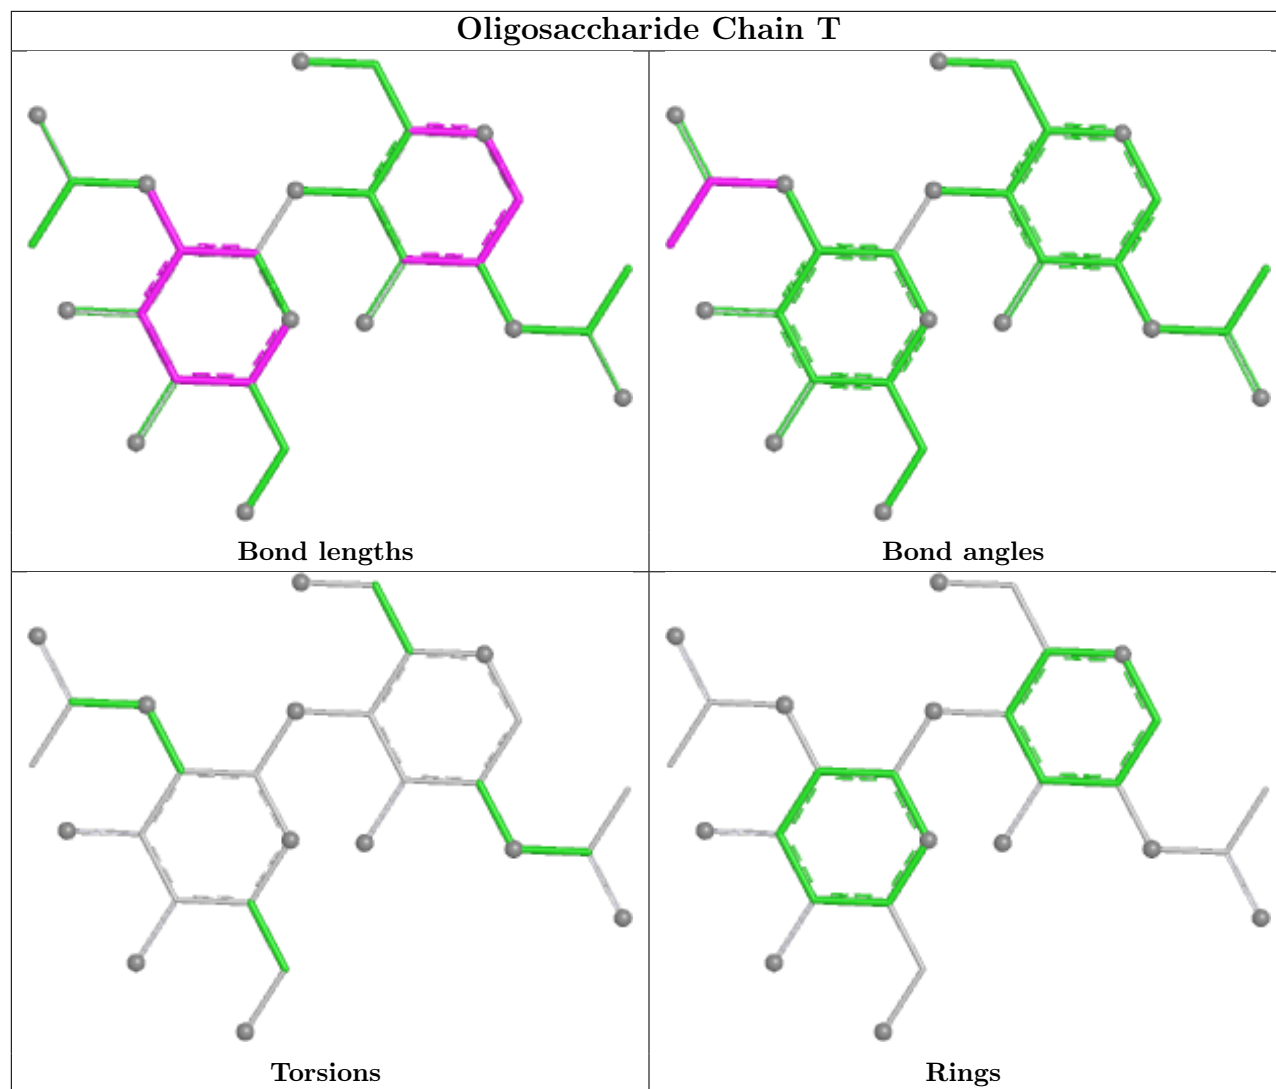 Oligosaccharide Chain T
Bond lengths
Bond angles
Torsions
Rings